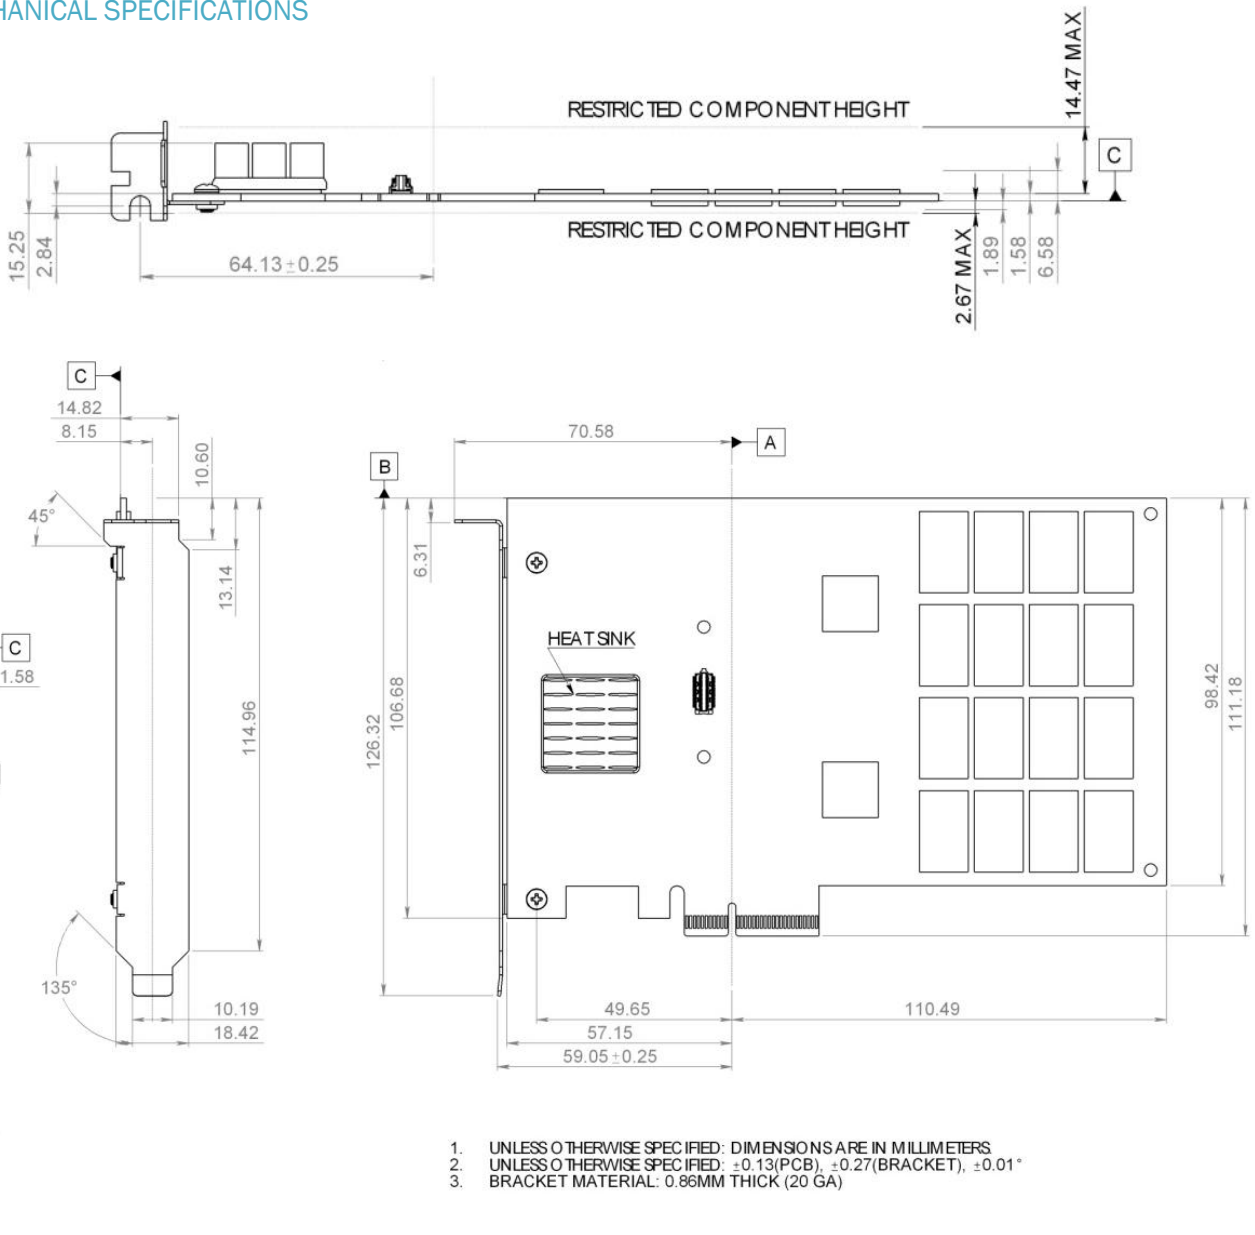 HANICAL SPECIFICATIONS
14.47 MAX
RESTRICTED COMPONENT HEIGHT
C
RESTRICTED COMPONENT HEIGHT
15.25
2.84
64.13±0.25
2.67 MAX
1.89
1.58
6.58
C
14.82
8.15
10.60
70.58
A
B
45°
6.31
13.14
HEATSINK
C
1.58
114.96
126.32
106.68
98.42
111.18
135°
10.19
18.42
49.65
110.49
57.15
59.05±0.25
1. UNLESS OTHERWISE SPECIFIED: DIMENSIONS ARE IN MILLIMETERS.
2. UNLESS OTHERWISE SPECIFIED: ±0.13(PCB), ±0.27(BRACKET), ±0.01°
3. BRACKET MATERIAL: 0.86MM THICK (20 GA)